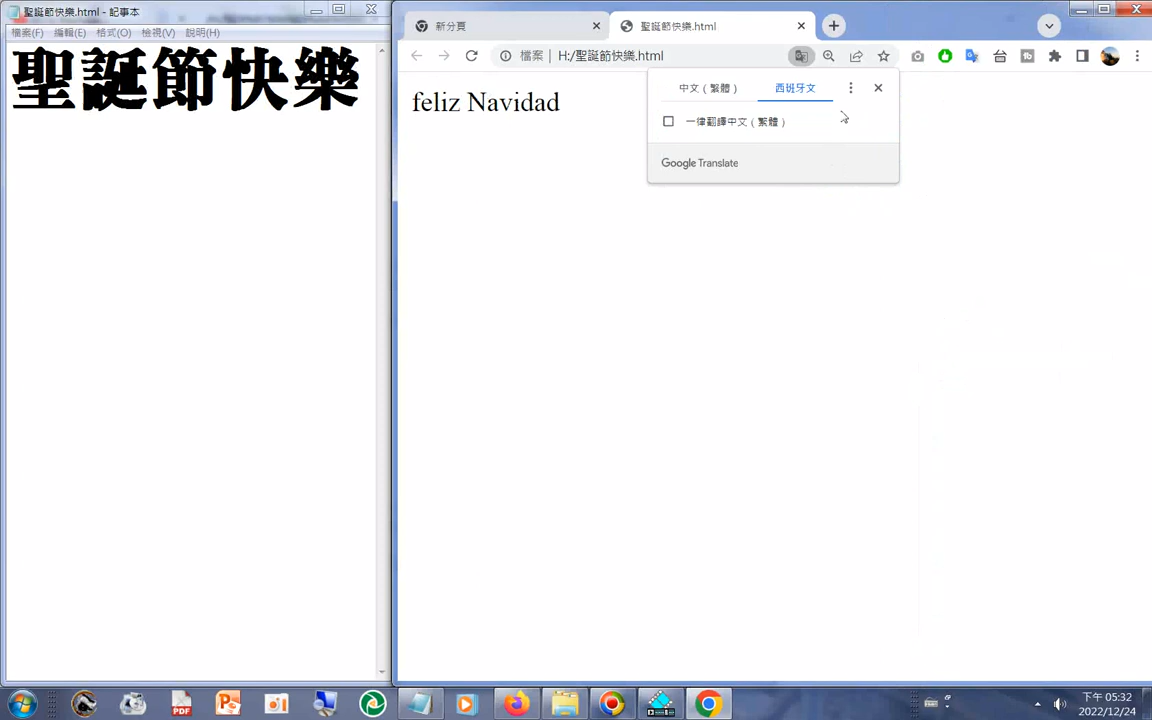 聖誕節快樂.html - 記事本
檔案(F) 編輯(E) 格式(O) 檢視(V) 說明(H)
聖誕節快樂
新分頁
聖誕節快樂.html
檔案 H:/聖誕節快樂.html
feliz Navidad
中文（繁體） 西班牙文
一律翻譯中文（繁體）
Google Translate
下午 05:32
2022/12/24